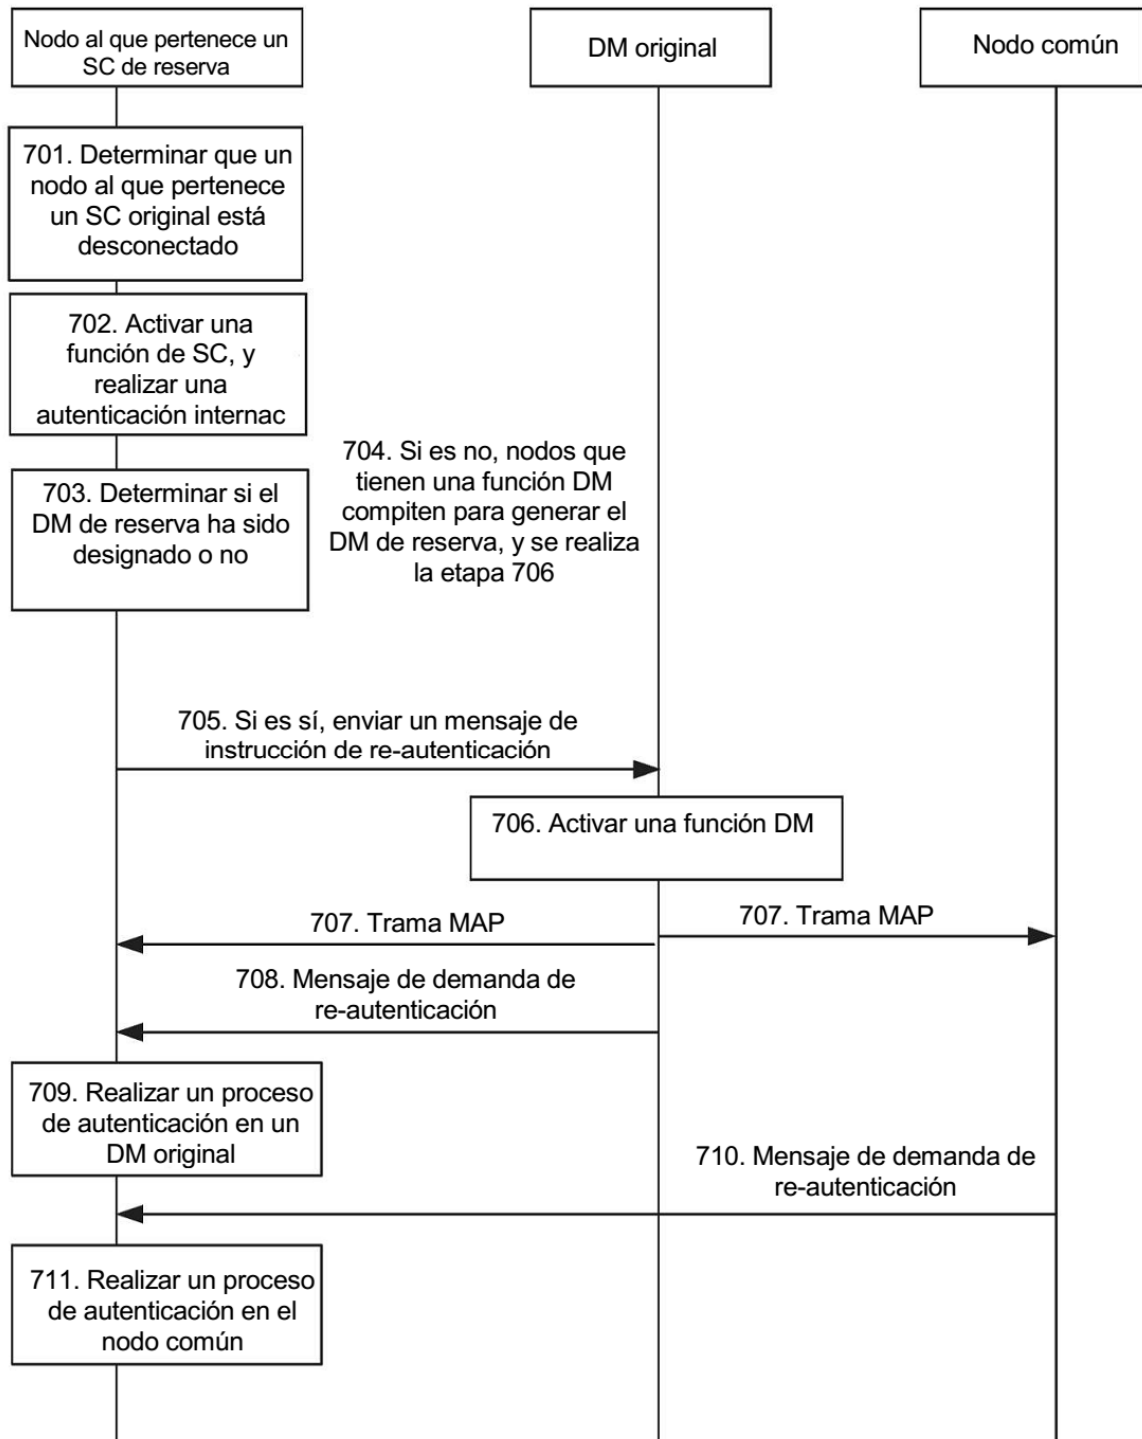 Nodo al que pertenece un
SC de reserva
DM original
Nodo común
701. Determinar que un
nodo al que pertenece
un SC original está
desconectado
702. Activar una
función de SC, y
realizar una
autenticación internac
703. Determinar si el
DM de reserva ha sido
designado o no
704. Si es no, nodos que
tienen una función DM
compiten para generar el
DM de reserva, y se realiza
la etapa 706
705. Si es sí, enviar un mensaje de
instrucción de re-autenticación
706. Activar una función DM
707. Trama MAP
707. Trama MAP
708. Mensaje de demanda de
re-autenticación
709. Realizar un proceso
de autenticación en un
DM original
710. Mensaje de demanda de
re-autenticación
711. Realizar un proceso
de autenticación en el
nodo común